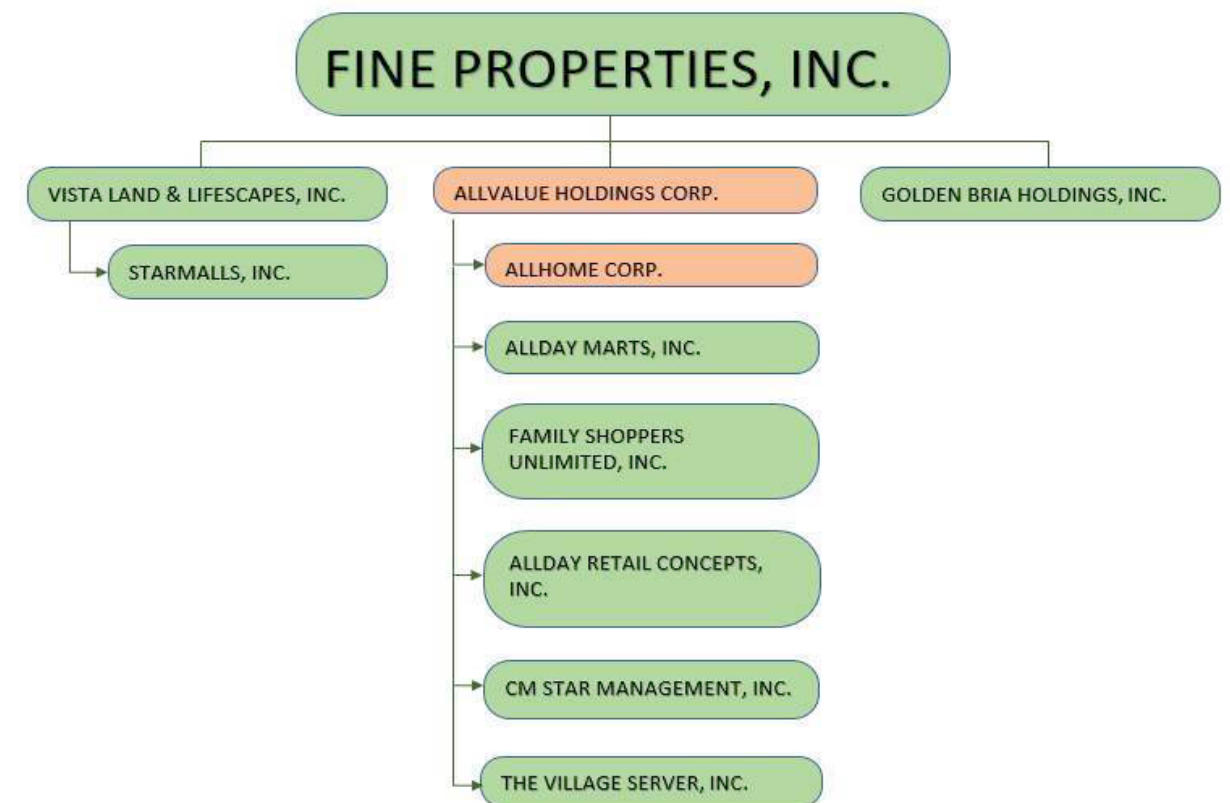 FINE PROPERTIES, INC.
VISTA LAND & LIFESCAPES, INC.
ALLVALUE HOLDINGS CORP.
GOLDEN BRIA HOLDINGS, INC.
STARMALLS, INC.
ALLHOME CORP.
ALLDAY MARTS, INC.
FAMILY SHOPPERS
UNLIMITED, INC.
ALLDAY RETAIL CONCEPTS,
INC.
CM STAR MANAGEMENT, INC.
THE VILLAGE SERVER, INC.